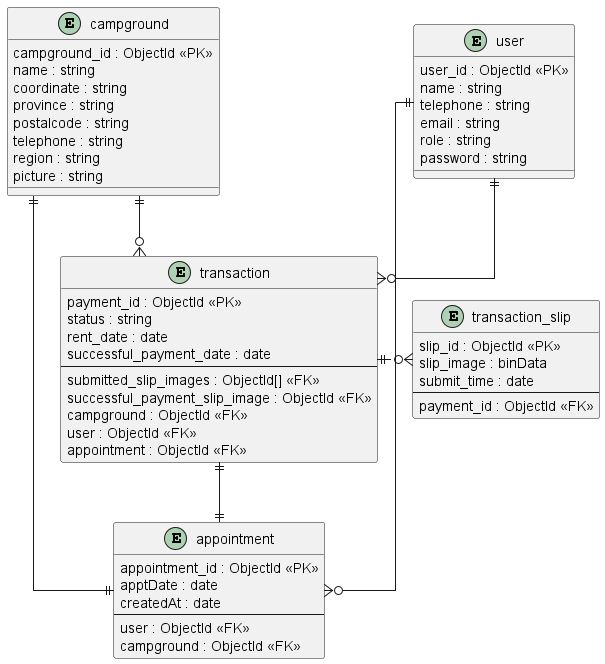 E campground
campground_id : ObjectId «PK»
name : string
coordinate : string
province : string
postalcode : string
telephone : string
region : string
picture : string
E user
user_id : ObjectId «PK»
name : string
telephone : string
email : string
role : string
password : string
E transaction
payment_id : ObjectId «PK»
status : string
rent_date : date
successful_payment_date : date
submitted_slip_images : ObjectId[] «FK»
successful_payment_slip_image : ObjectId «FK»
campground : ObjectId «FK»
user : ObjectId «FK»
appointment : ObjectId «FK»
E transaction_slip
slip_id : ObjectId «PK»
slip_image : binData
submit_time : date
payment_id : ObjectId «FK»
E appointment
appointment_id : ObjectId «PK»
apptDate : date
createdAt : date
user : ObjectId «FK»
campground : ObjectId «FK»